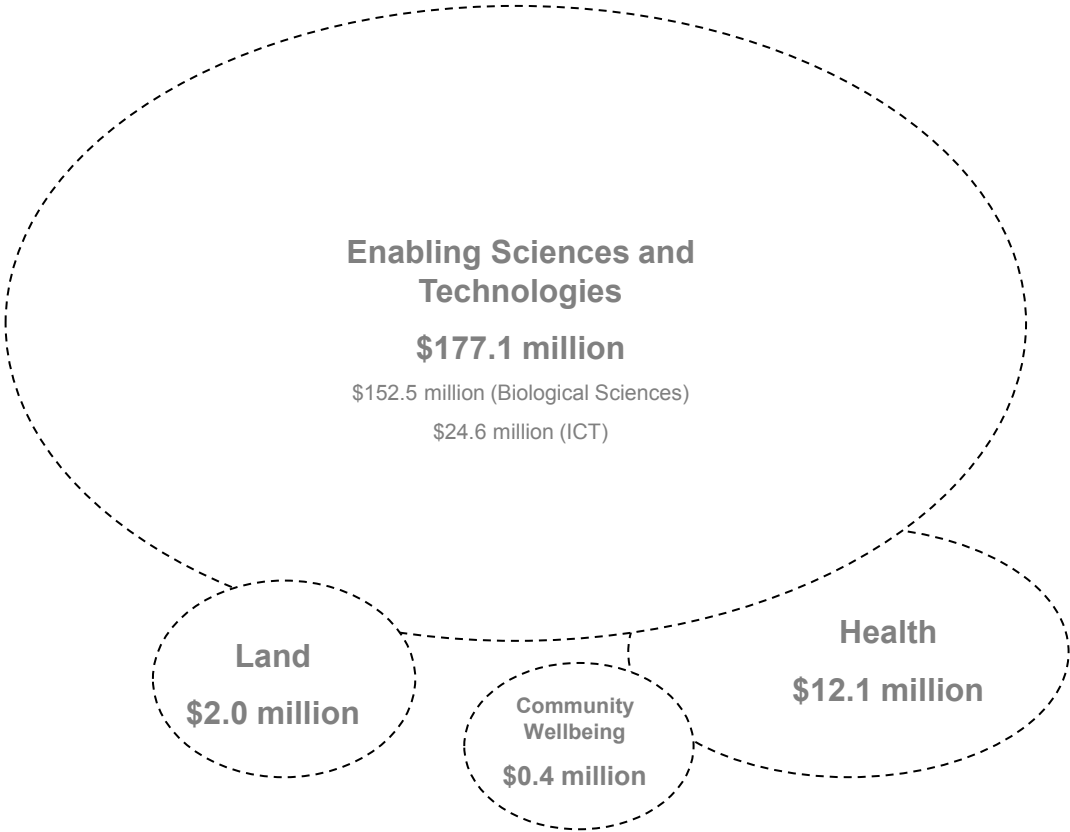 Enabling Sciences and
Technologies
$177.1 million
$152.5 million (Biological Sciences)
$24.6 million (ICT)
Land
$2.0 million
Community
Wellbeing
$0.4 million
Health
$12.1 million